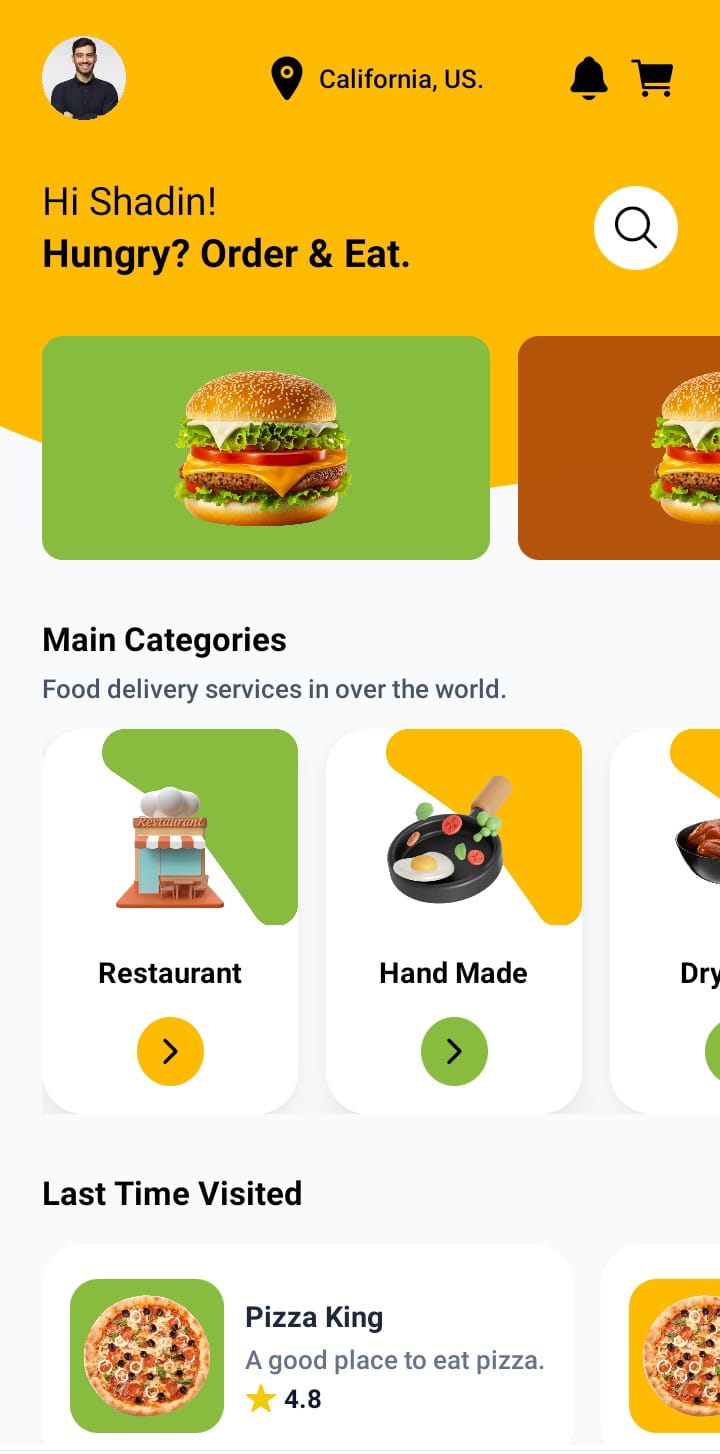 California, US.
Hi Shadin!
Hungry? Order & Eat.
Main Categories
Food delivery services in over the world.
Restaurant
Restaurant
Hand Made
Dry
Last Time Visited
Pizza King
A good place to eat pizza.
4.8